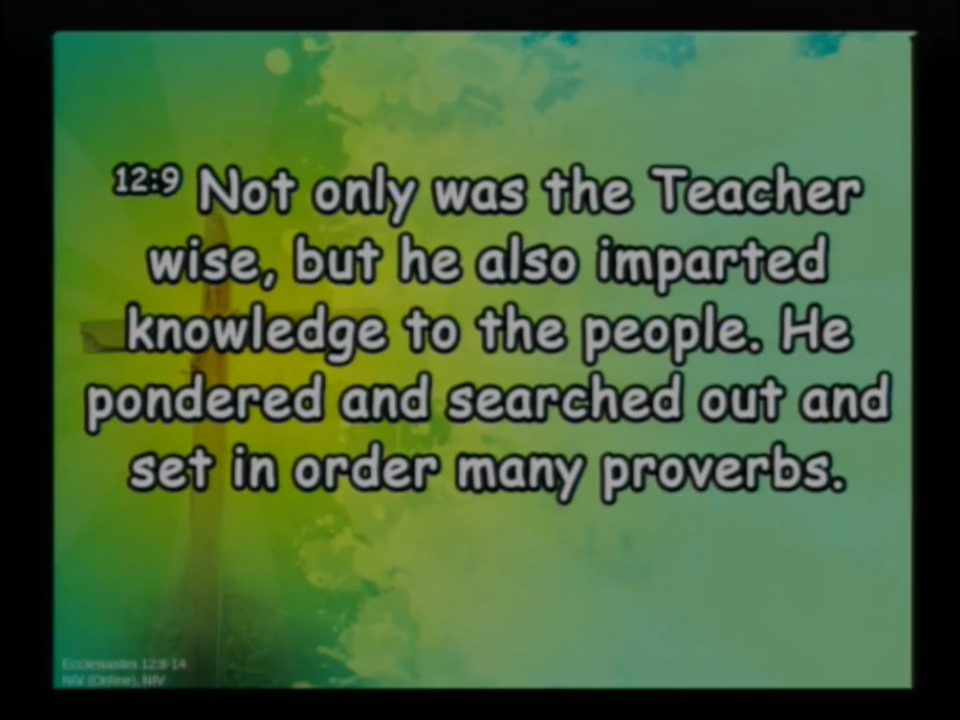 12:9 Not only was the Teacher
wise, but he also imparted
knowledge to the people. He
pondered and searched out and
set in order many proverbs.
Ecclesiastes 12:8-14
NIV (Online), NIV